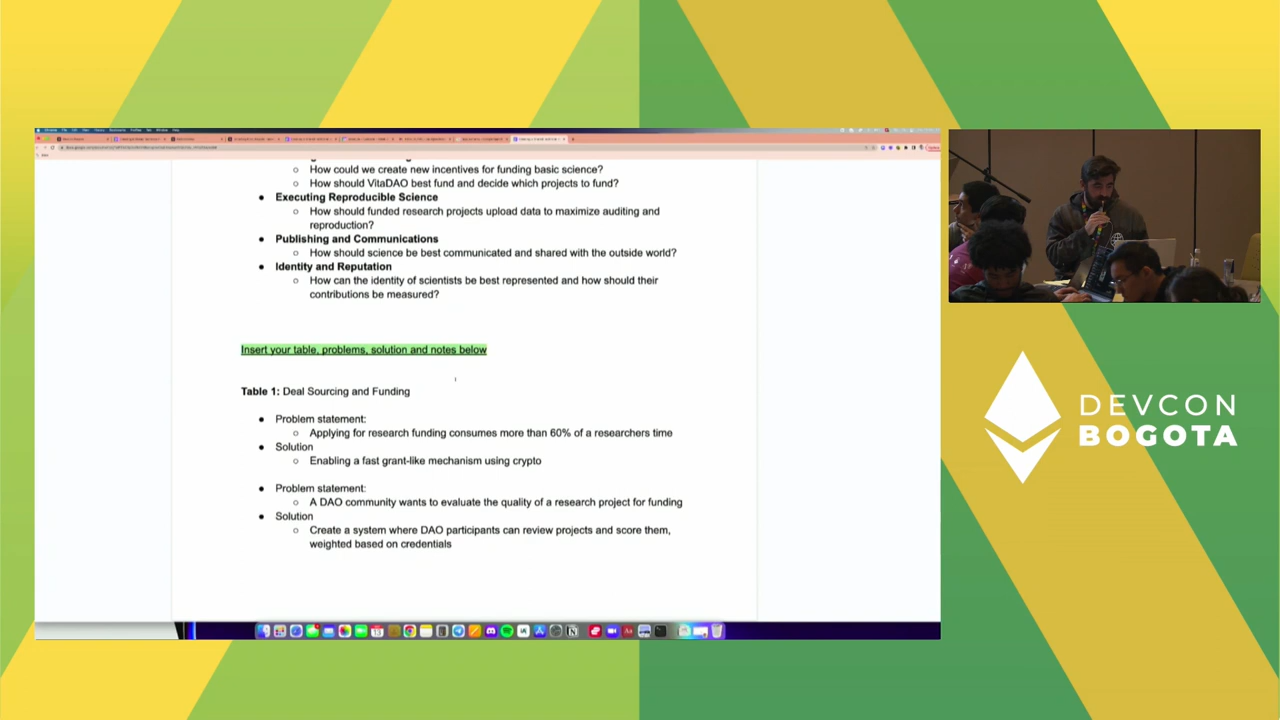 How could we create new incentives for funding basic science?
How should VitaDAO best fund and decide which projects to fund?
Executing Reproducible Science
How should funded research projects upload data to maximize auditing and
reproduction?
Publishing and Communications
How should science be best communicated and shared with the outside world?
Identity and Reputation
How can the identity of scientists be best represented and how should their
contributions be measured?
Insert your table, problems, solution and notes below
Table 1: Deal Sourcing and Funding
Problem statement:
Applying for research funding consumes more than 60% of a researchers time
Solution
Enabling a fast grant-like mechanism using crypto
Problem statement:
A DAO community wants to evaluate the quality of a research project for funding
Solution
Create a system where DAO participants can review projects and score them,
weighted based on credentials
DEVCON
BOGOTA